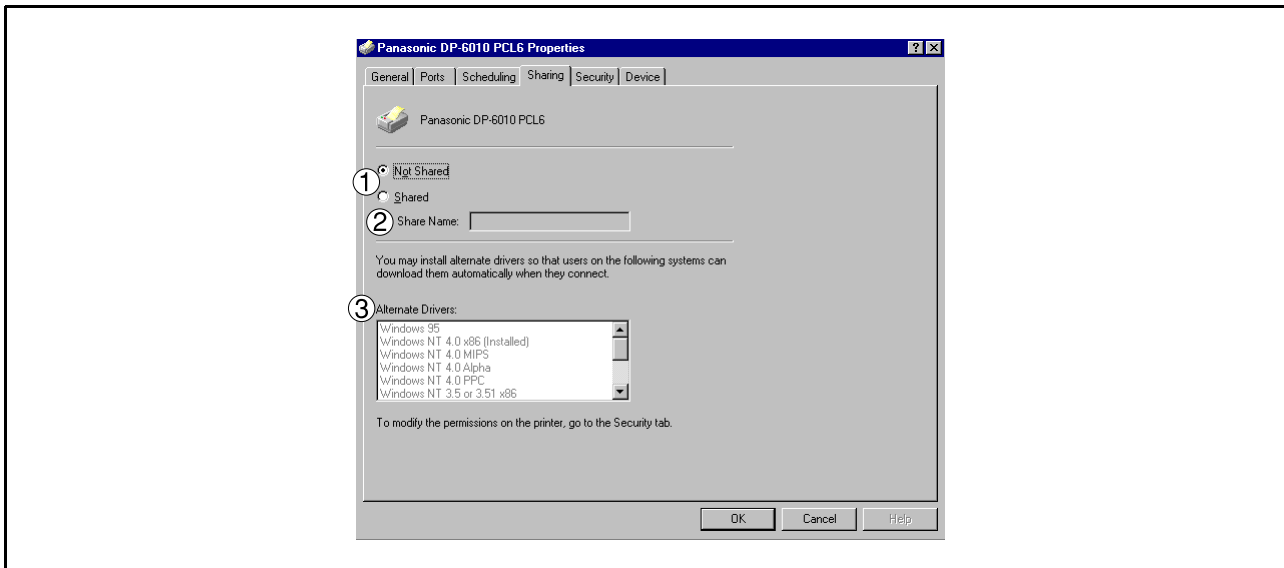 Panasonic DP-6010 PCL6 Properties
General Ports Scheduling Sharing Security Device
Panasonic DP-6010 PCL6
① Not Shared
Shared
② Share Name:
You may install alternate drivers so that users on the following systems can
download them automatically when they connect.
③ Alternate Drivers:
Windows 95
Windows NT 4.0 x86 (Installed)
Windows NT 4.0 MIPS
Windows NT 4.0 Alpha
Windows NT 4.0 PPC
Windows NT 3.5 or 3.51 x86
To modify the permissions on the printer, go to the Security tab.
OK Cancel Help